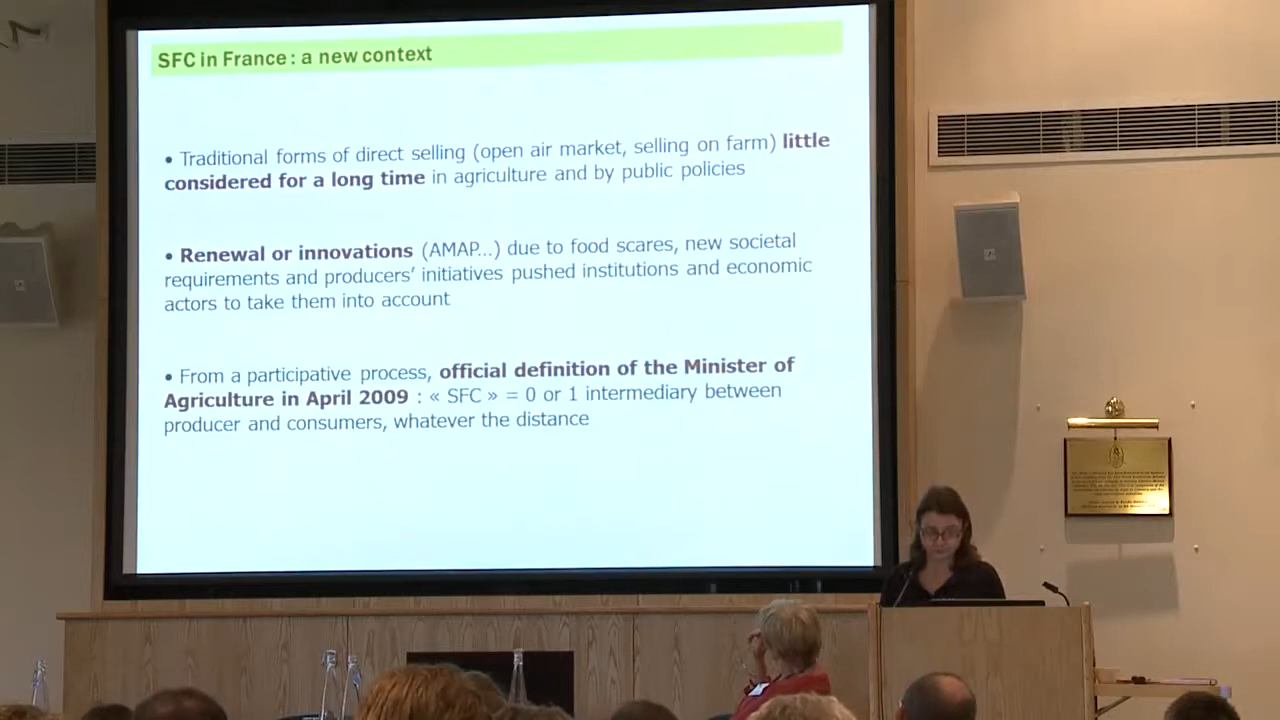 SFC in France : a new context
• Traditional forms of direct selling (open air market, selling on farm) little
considered for a long time in agriculture and by public policies
• Renewal or innovations (AMAP...) due to food scares, new societal
requirements and producers' initiatives pushed institutions and economic
actors to take them into account
• From a participative process, official definition of the Minister of
Agriculture in April 2009 : « SFC » = 0 or 1 intermediary between
producer and consumers, whatever the distance